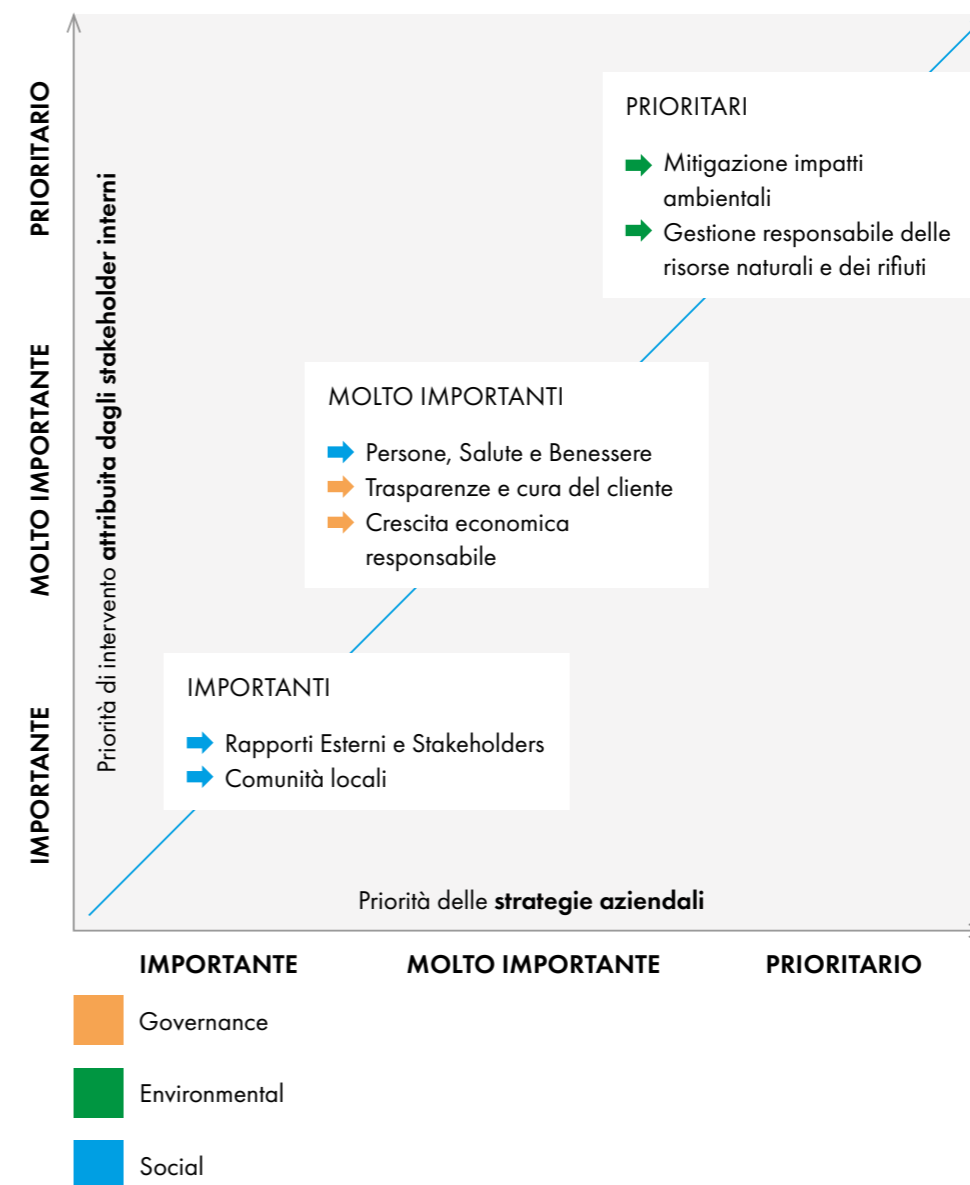 PRIORITARIO
MOLTO IMPORTANTE
IMPORTANTE
Priorità di intervento attribuita dagli stakeholder interni
PRIORITARI
Mitigazione impatti
ambientali
Gestione responsabile delle
risorse naturali e dei rifiuti
MOLTO IMPORTANTI
Persone, Salute e Benessere
Trasparenze e cura del cliente
Crescita economica
responsabile
IMPORTANTI
Rapporti Esterni e Stakeholders
Comunità locali
Priorità delle strategie aziendali
IMPORTANTE
MOLTO IMPORTANTE
PRIORITARIO
Governance
Environmental
Social